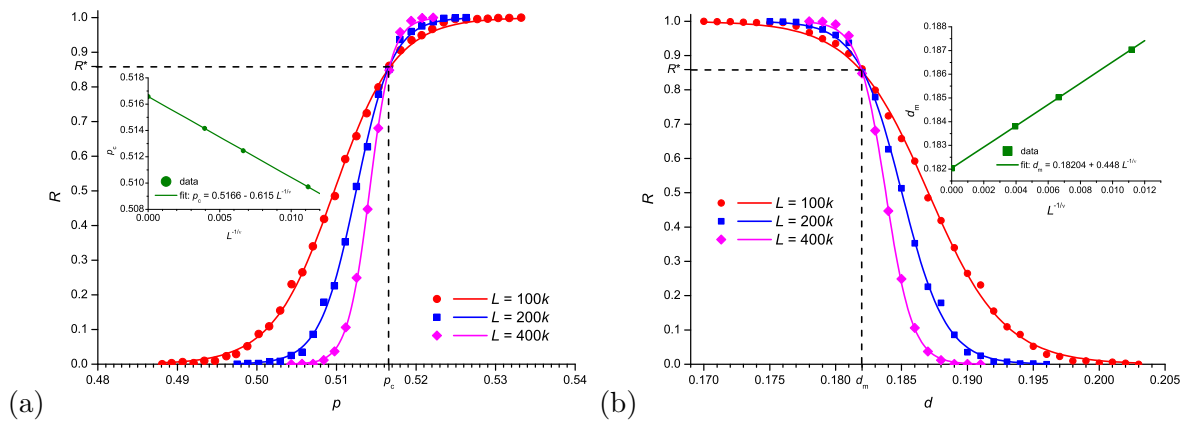 1.0
0.9
R*
0.8
0.7
0.6
0.5
0.4
0.3
0.2
0.1
0.0
R
0.48
0.49
0.50
0.51
p_c
0.52
0.53
0.54
p
(a)
L = 100k
L = 200k
L = 400k
0.518
0.516
0.514
0.512
0.510
0.508
p_c
data
fit: p_c = 0.5166 - 0.615 L^{-1/ν}
0.000
0.005
0.010
L^{-1/ν}
1.0
0.9
R*
0.8
0.7
0.6
0.5
0.4
0.3
0.2
0.1
0.0
R
0.170
0.175
0.180
d_m
0.185
0.190
0.195
0.200
0.205
d
(b)
L = 100k
L = 200k
L = 400k
0.187
0.186
0.185
0.184
0.183
0.182
d_m
data
fit: d_m = 0.18204 + 0.448 L^{-1/ν}
0.000
0.002
0.004
0.006
0.008
0.010
0.012
L^{-1/ν}